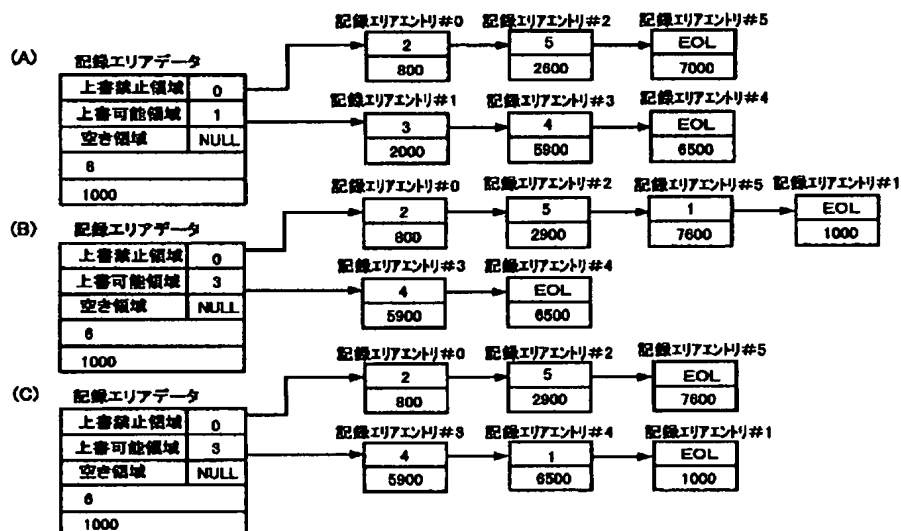 (A)
記録エリアデータ
上書禁止領域 0
上書可能領域 1
空き領域 NULL
6
1000
記録エリアエントリ#0 記録エリアエントリ#2 記録エリアエントリ#5
2 5 EOL
800 2600 7000
記録エリアエントリ#1 記録エリアエントリ#3 記録エリアエントリ#4
3 4 EOL
2000 5900 6500
(B)
記録エリアデータ
上書禁止領域 0
上書可能領域 3
空き領域 NULL
6
1000
記録エリアエントリ#0 記録エリアエントリ#2 記録エリアエントリ#5 記録エリアエントリ#1
2 5 1 EOL
800 2900 7600 1000
記録エリアエントリ#3 記録エリアエントリ#4
4 EOL
5900 6500
(C)
記録エリアデータ
上書禁止領域 0
上書可能領域 3
空き領域 NULL
6
1000
記録エリアエントリ#0 記録エリアエントリ#2 記録エリアエントリ#5
2 5 EOL
800 2900 7600
記録エリアエントリ#3 記録エリアエントリ#4 記録エリアエントリ#1
4 1 EOL
5900 6500 1000